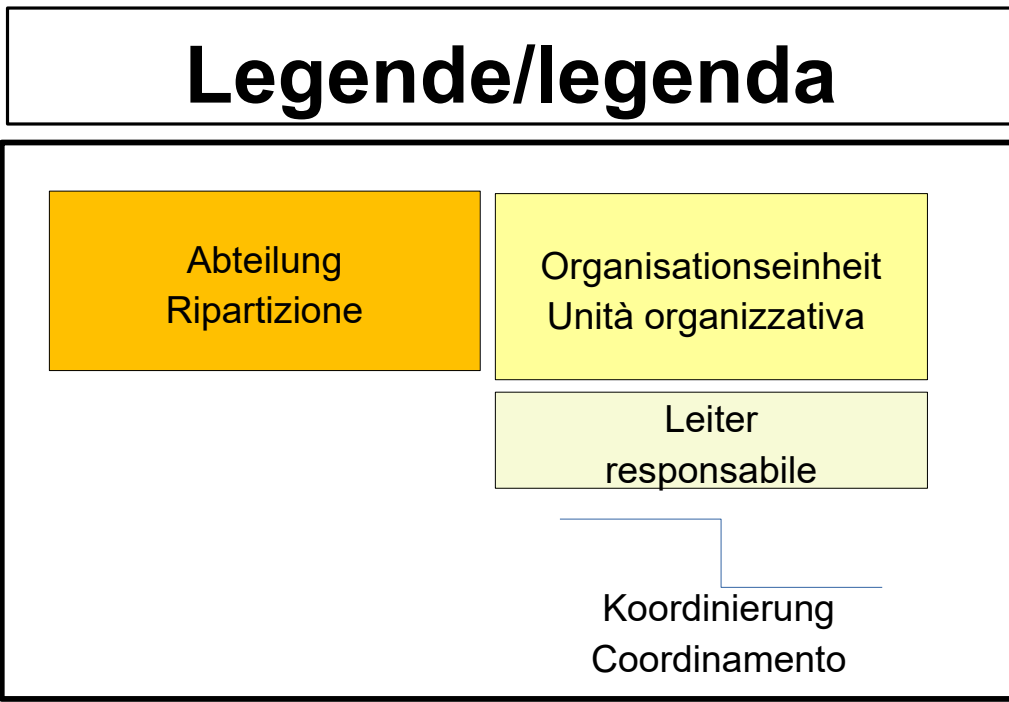 Legende/legenda
Abteilung
Ripartizione
Organisationseinheit
Unità organizzativa
Leiter
responsabile
Koordinierung
Coordinamento